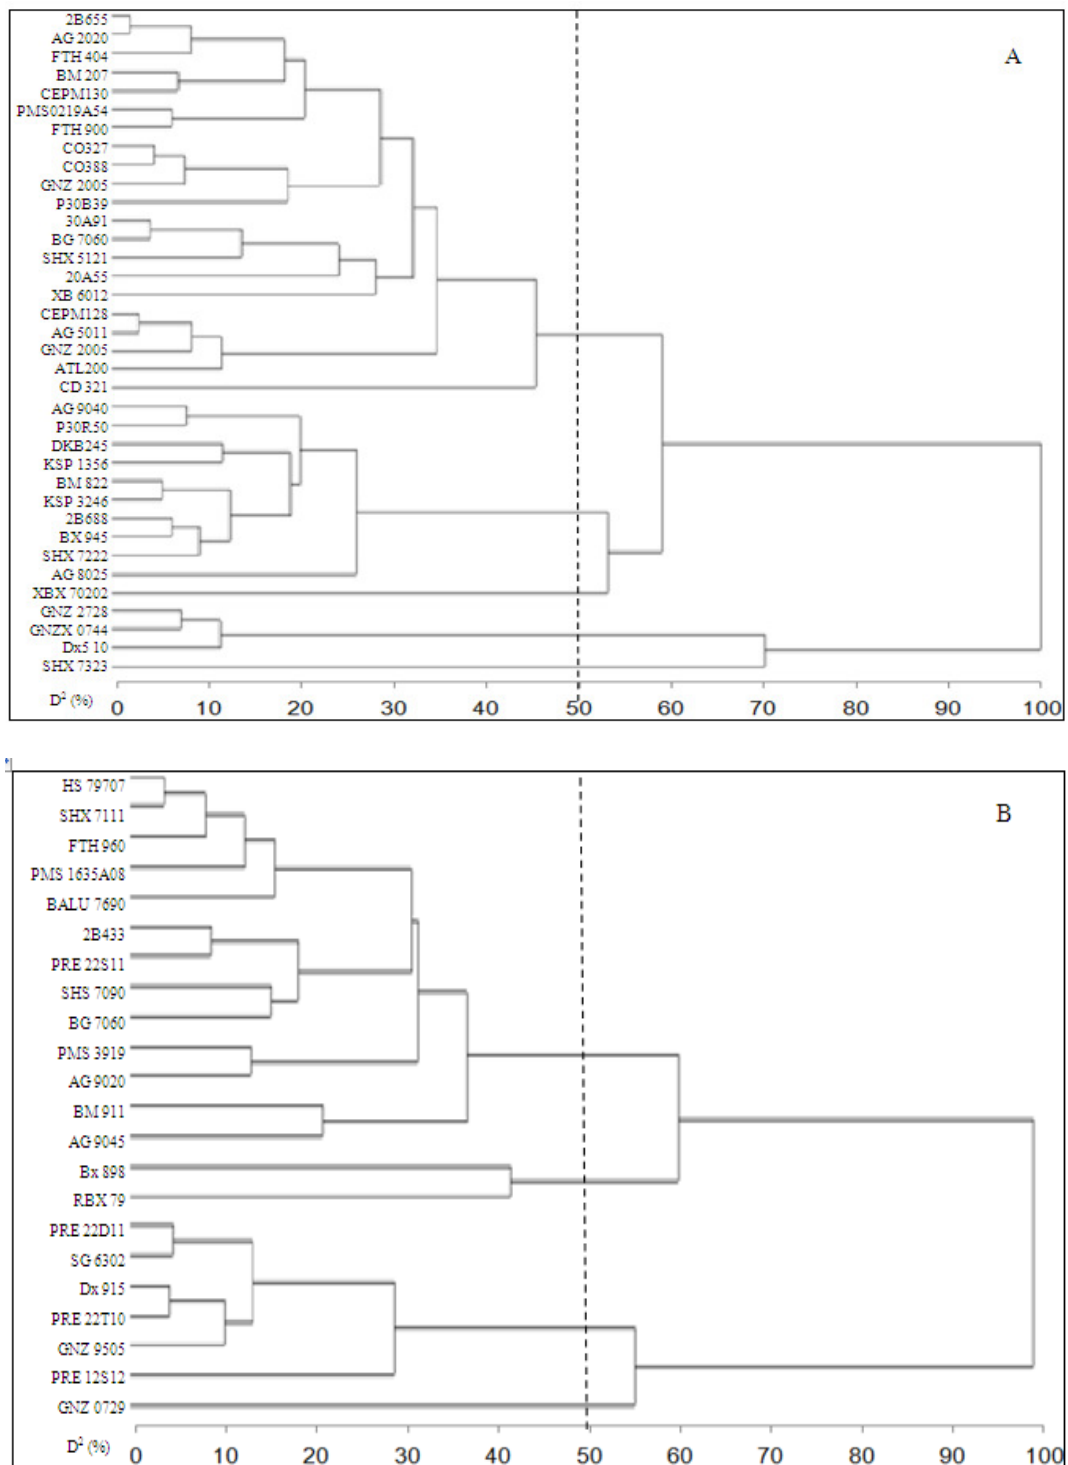 2B655
A
AG 2020
FTH 404
BM 207
CEPM130
PMS0219A54
FTH 900
CO327
CO388
GNZ 2005
P30B39
30A91
BG 7060
SHX 5121
20A55
XB 6012
CEPM128
AG 5011
GNZ 2005
ATL200
CD 321
AG 9040
P30R50
DKB245
KSP 1356
BM 822
KSP 3246
2B688
BX 945
SHX 7222
AG 8025
XBX 70202
GNZ 2728
GNZX 0744
Dx5 10
SHX 7323
D² (%) 0 10 20 30 40 50 60 70 80 90 100
HS 79707
B
SHX 7111
FTH 960
PMS 1635A08
BALU 7690
2B433
PRE 22S11
SHS 7090
BG 7060
PMS 3919
AG 9020
BM 911
AG 9045
Bx 898
RBX 79
PRE 22D11
SG 6302
Dx 915
PRE 22T10
GNZ 9505
PRE 12S12
GNZ 0729
D² (%) 0 10 20 30 40 50 60 70 80 90 100